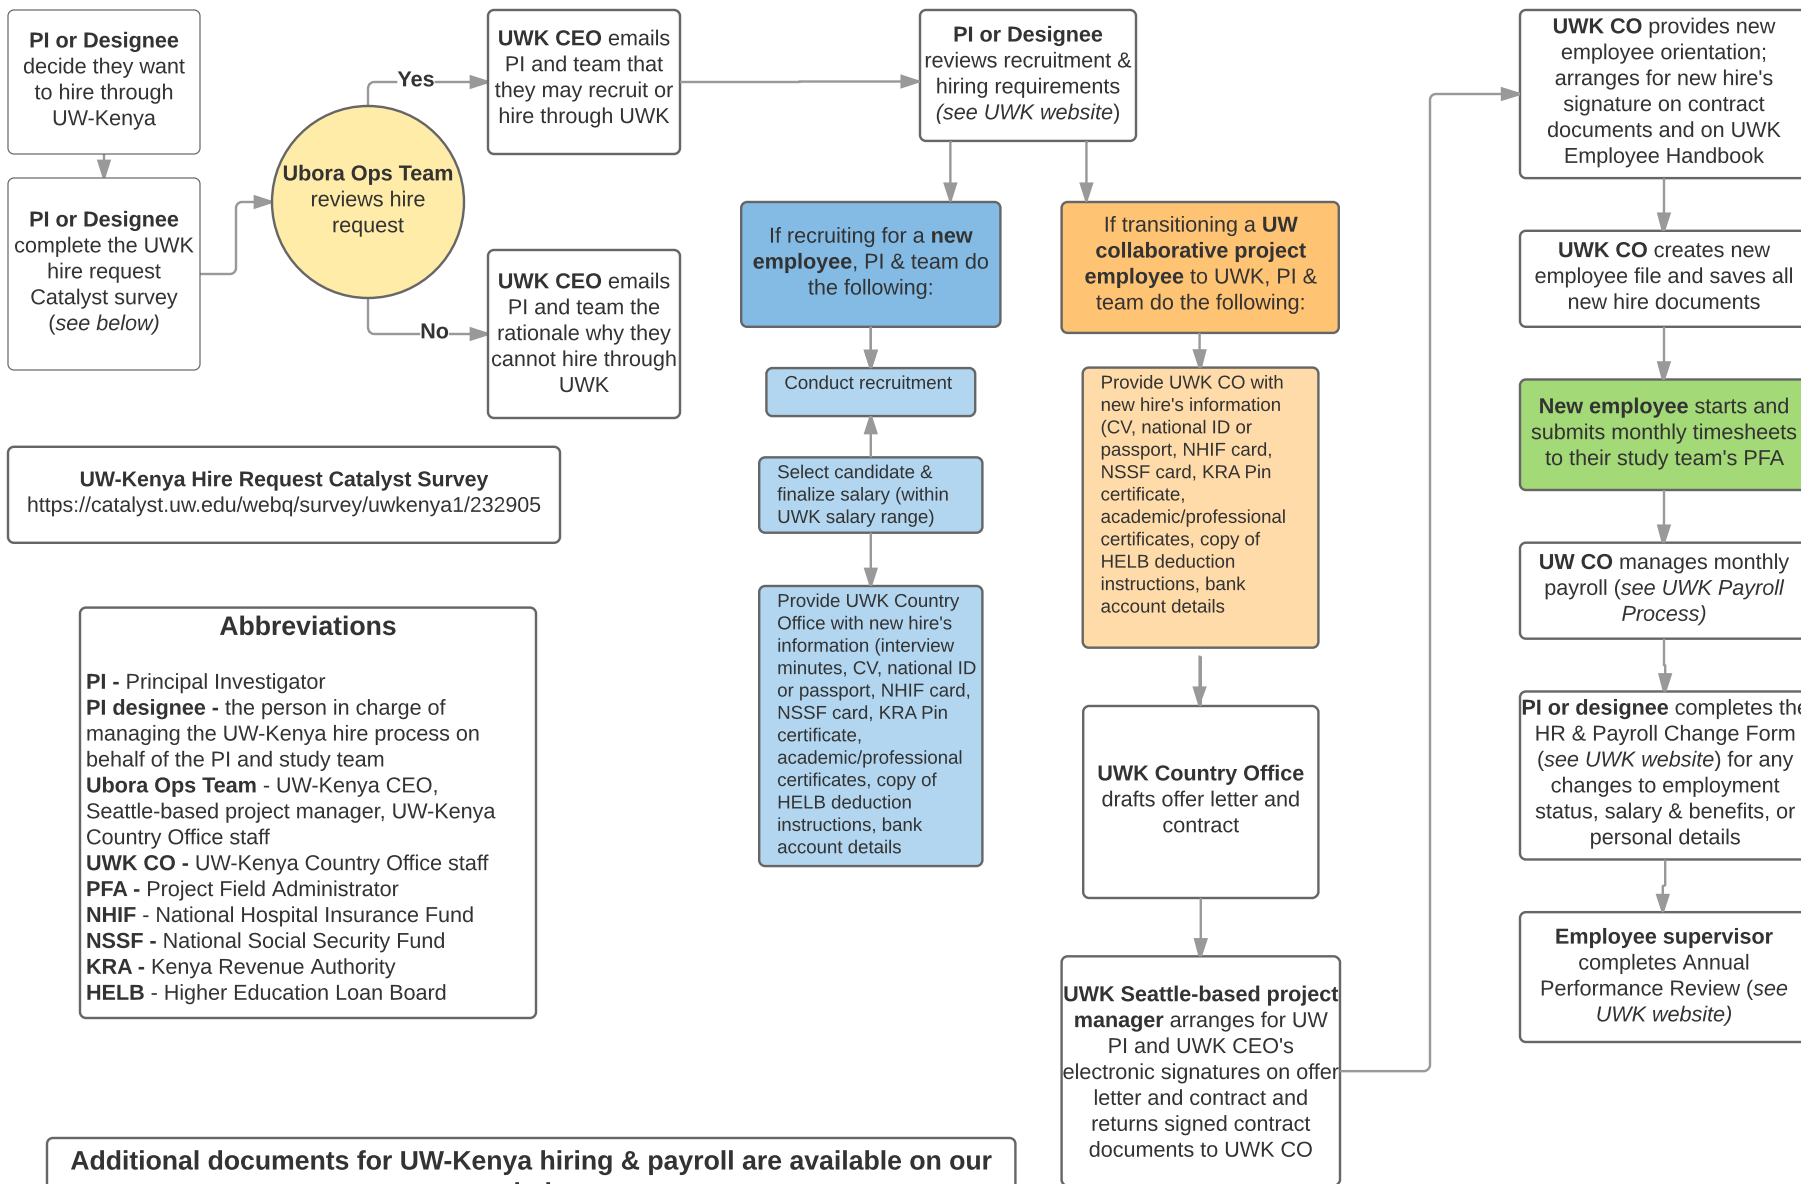 PI or Designee
decide they want
to hire through
UW-Kenya
PI or Designee
complete the UWK
hire request
Catalyst survey
(see below)
Ubora Ops Team
reviews hire
request
Yes
No
UWK CEO emails
PI and team that
they may recruit or
hire through UWK
UWK CEO emails
PI and team the
rationale why they
cannot hire through
UWK
UW-Kenya Hire Request Catalyst Survey
https://catalyst.uw.edu/webq/survey/uwkenya1/232905
Abbreviations
PI - Principal Investigator
PI designee - the person in charge of
managing the UW-Kenya hire process on
behalf of the PI and study team
Ubora Ops Team - UW-Kenya CEO,
Seattle-based project manager, UW-Kenya
Country Office staff
UWK CO - UW-Kenya Country Office staff
PFA - Project Field Administrator
NHIF - National Hospital Insurance Fund
NSSF - National Social Security Fund
KRA - Kenya Revenue Authority
HELB - Higher Education Loan Board
Additional documents for UW-Kenya hiring & payroll are available on our
PI or Designee
reviews recruitment &
hiring requirements
(see UWK website)
If recruiting for a new
employee, PI & team do
the following:
Conduct recruitment
Select candidate &
finalize salary (within
UWK salary range)
Provide UWK Country
Office with new hire's
information (interview
minutes, CV, national ID
or passport, NHIF card,
NSSF card, KRA Pin
certificate,
academic/professional
certificates, copy of
HELB deduction
instructions, bank
account details
If transitioning a UW
collaborative project
employee to UWK, PI &
team do the following:
Provide UWK CO with
new hire's information
(CV, national ID or
passport, NHIF card,
NSSF card, KRA Pin
certificate,
academic/professional
certificates, copy of
HELB deduction
instructions, bank
account details
UWK Country Office
drafts offer letter and
contract
UWK Seattle-based project
manager arranges for UW
PI and UWK CEO's
electronic signatures on offer
letter and contract and
returns signed contract
documents to UWK CO
UWK CO provides new
employee orientation;
arranges for new hire's
signature on contract
documents and on UWK
Employee Handbook
UWK CO creates new
employee file and saves all
new hire documents
New employee starts and
submits monthly timesheets
to their study team's PFA
UW CO manages monthly
payroll (see UWK Payroll
Process)
PI or designee completes the
HR & Payroll Change Form
(see UWK website) for any
changes to employment
status, salary & benefits, or
personal details
Employee supervisor
completes Annual
Performance Review (see
UWK website)